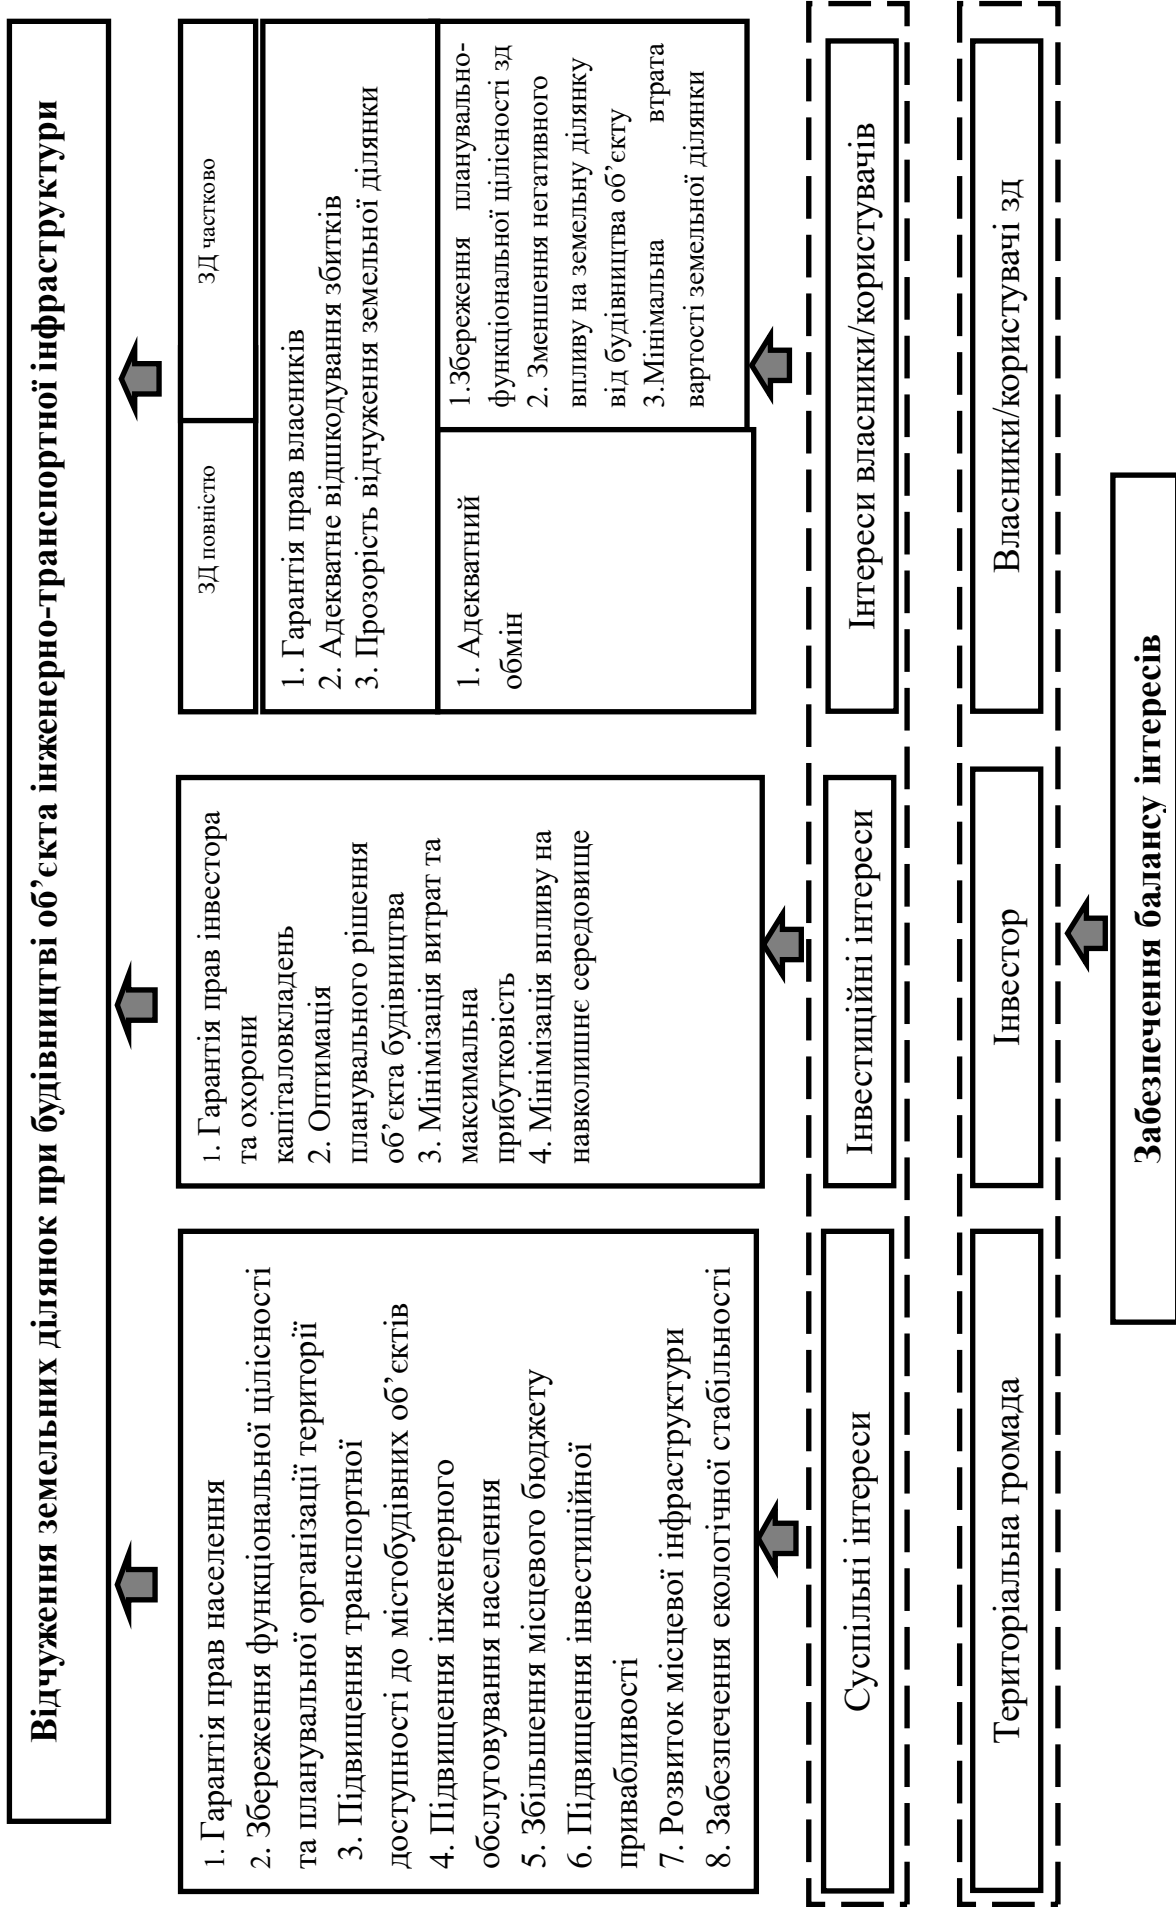 Відчуження земельних ділянок при будівництві об’єкта інженерно-транспортної інфраструктури
1. Гарантія прав населення
2. Збереження функціональної цілісності
та планувальної організації території
3. Підвищення транспортної
доступності до містобудівних об’єктів
4. Підвищення інженерного
обслуговування населення
5. Збільшення місцевого бюджету
6. Підвищення інвестиційної
привабливості
7. Розвиток місцевої інфраструктури
8. Забезпечення екологічної стабільності
1. Гарантія прав інвестора
та охорони
капіталовкладень
2. Оптимація
планувального рішення
об’єкта будівництва
3. Мінімізація витрат та
максимальна
прибутковість
4. Мінімізація впливу на
навколишнє середовище
ЗД повністю
ЗД частково
1. Гарантія прав власників
2. Адекватне відшкодування збитків
3. Прозорість відчуження земельної ділянки
1. Адекватний
обмін
1.Збереження планувально-
функціональної цілісності зд
2. Зменшення негативного
впливу на земельну ділянку
від будівництва об’єкту
3.Мінімальна втрата
вартості земельної ділянки
Суспільні інтереси
Інвестиційні інтереси
Інтереси власники/користувачів
Територіальна громада
Інвестор
Власники/користувачі зд
Забезпечення балансу інтересів